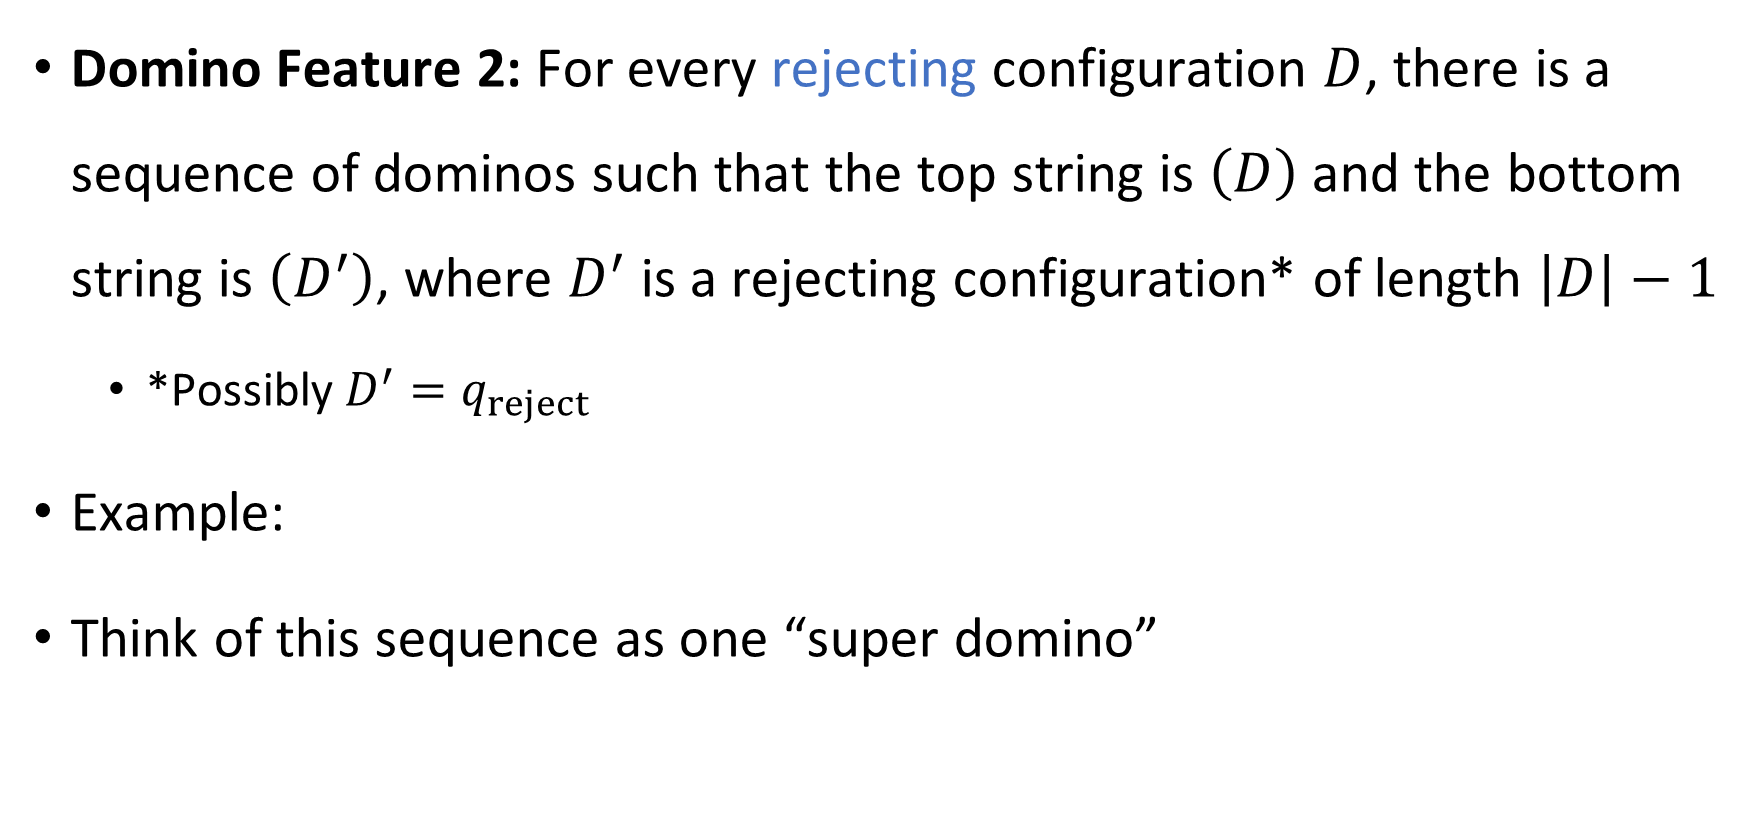 • Domino Feature 2: For every rejecting configuration D, there is a
sequence of dominos such that the top string is (D) and the bottom
string is (D′), where D′ is a rejecting configuration* of length |D| − 1
• *Possibly D′ = q_reject
• Example:
• Think of this sequence as one “super domino”